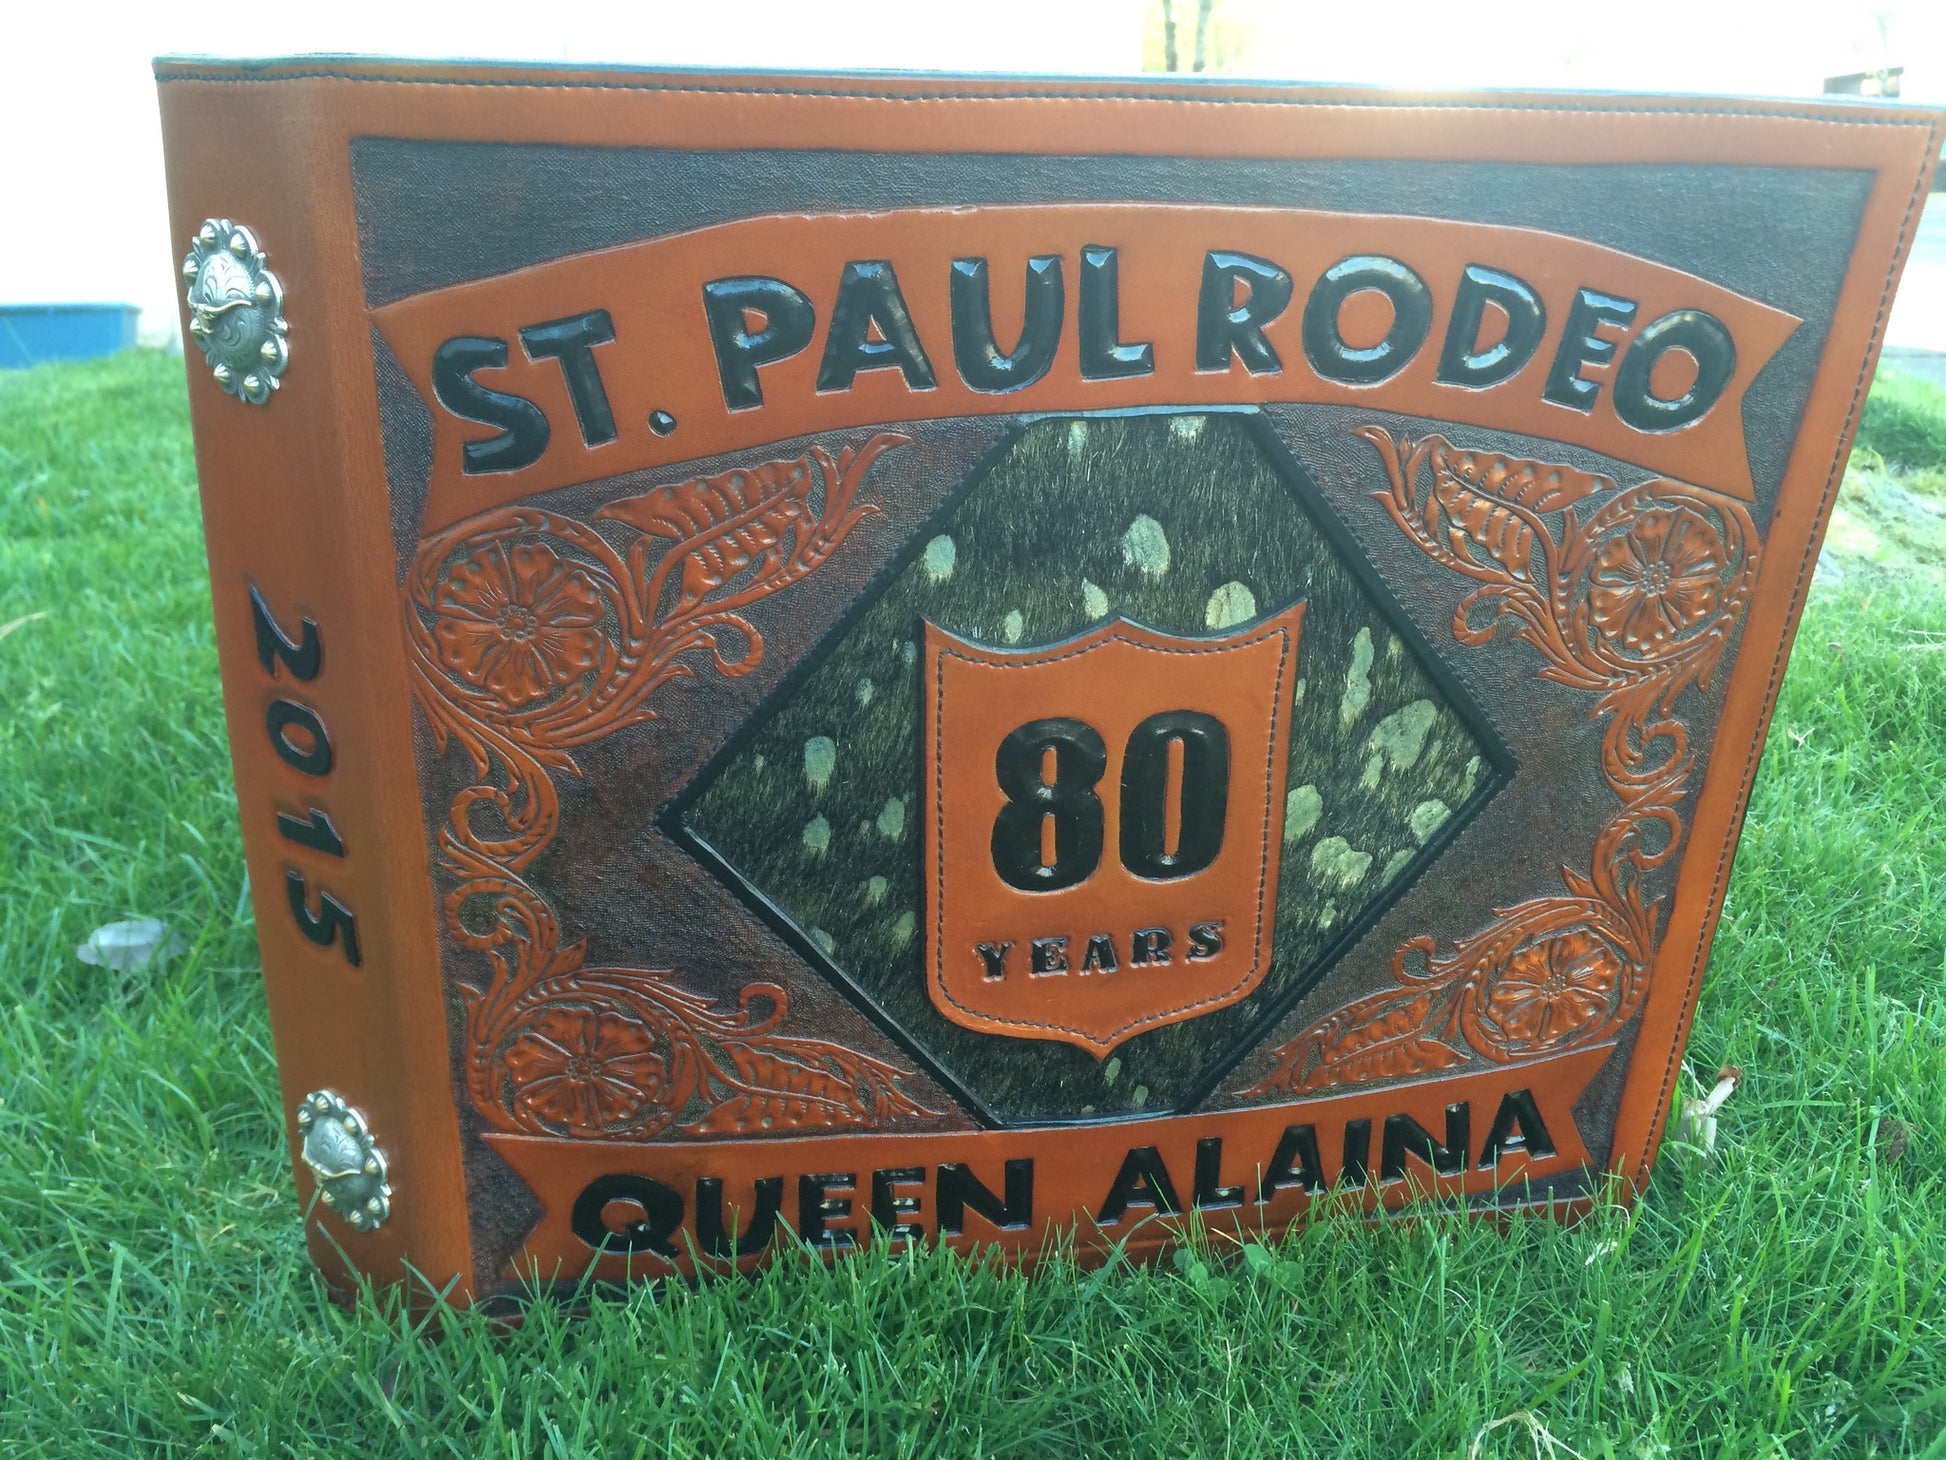 ST. PAUL RODEO
80
YEARS
QUEEN ALAINA
2015